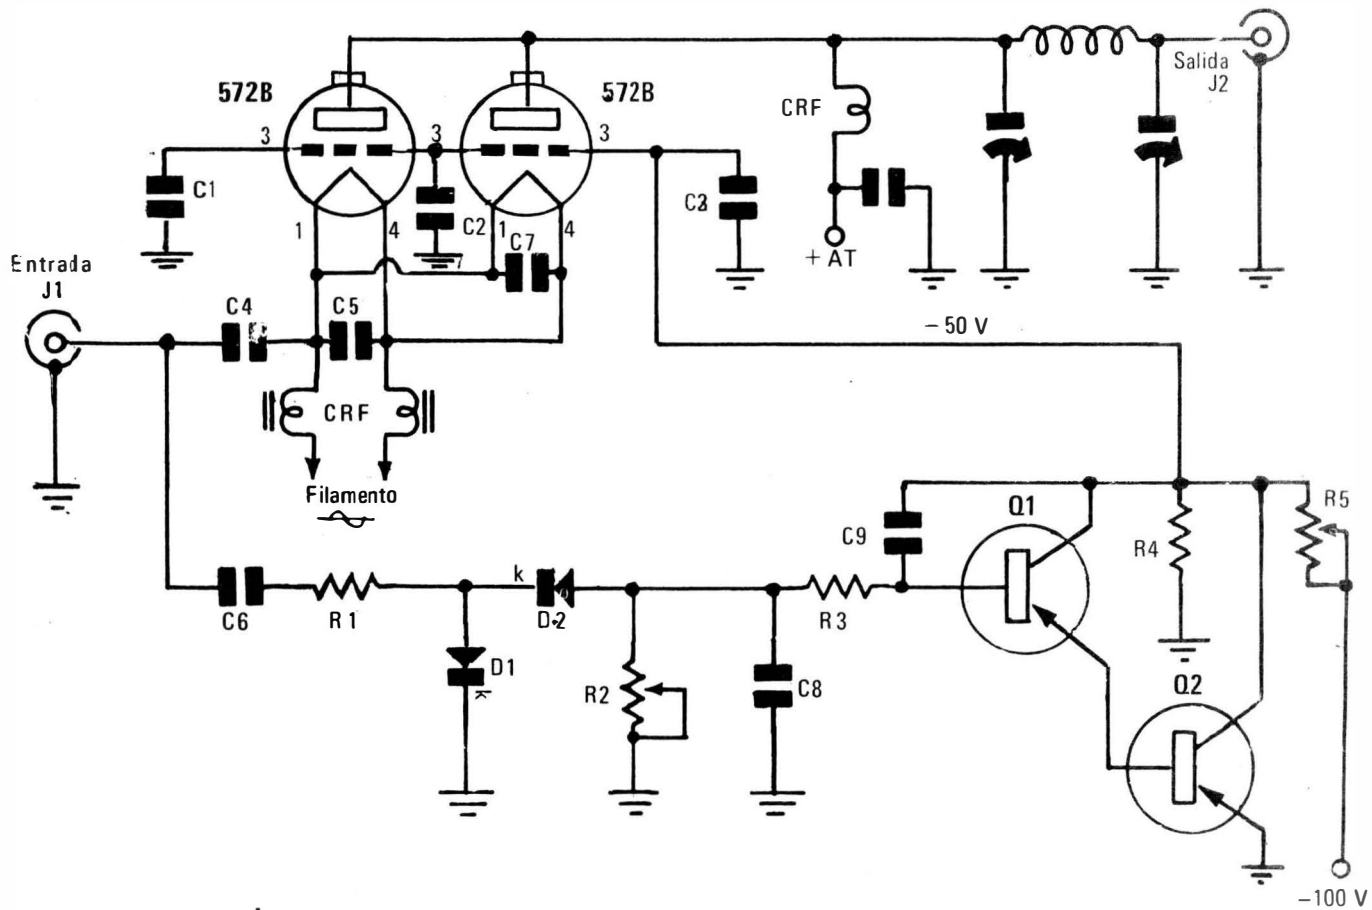 572B
572B
3
3
3
C1
C2
C3
1
4
1
4
C7
CRF
+ AT
Salida
J2
Entrada
J1
C4
C5
CRF
Filamento
– 50 V
C6
R1
D1
k
k
D2
R2
C8
R3
C9
Q1
R4
R5
Q2
–100 V